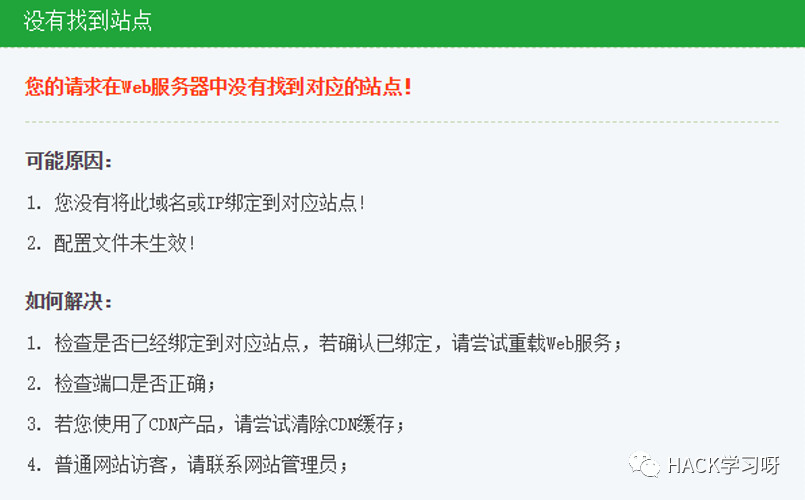 没有找到站点
您的请求在Web服务器中没有找到对应的站点！
可能原因：
1. 您没有将此域名或IP绑定到对应站点!
2. 配置文件未生效!
如何解决：
1. 检查是否已经绑定到对应站点，若确认已绑定，请尝试重载Web服务；
2. 检查端口是否正确；
3. 若您使用了CDN产品，请尝试清除CDN缓存；
4. 普通网站访客，请联系网站管理员；
HACK学习呀